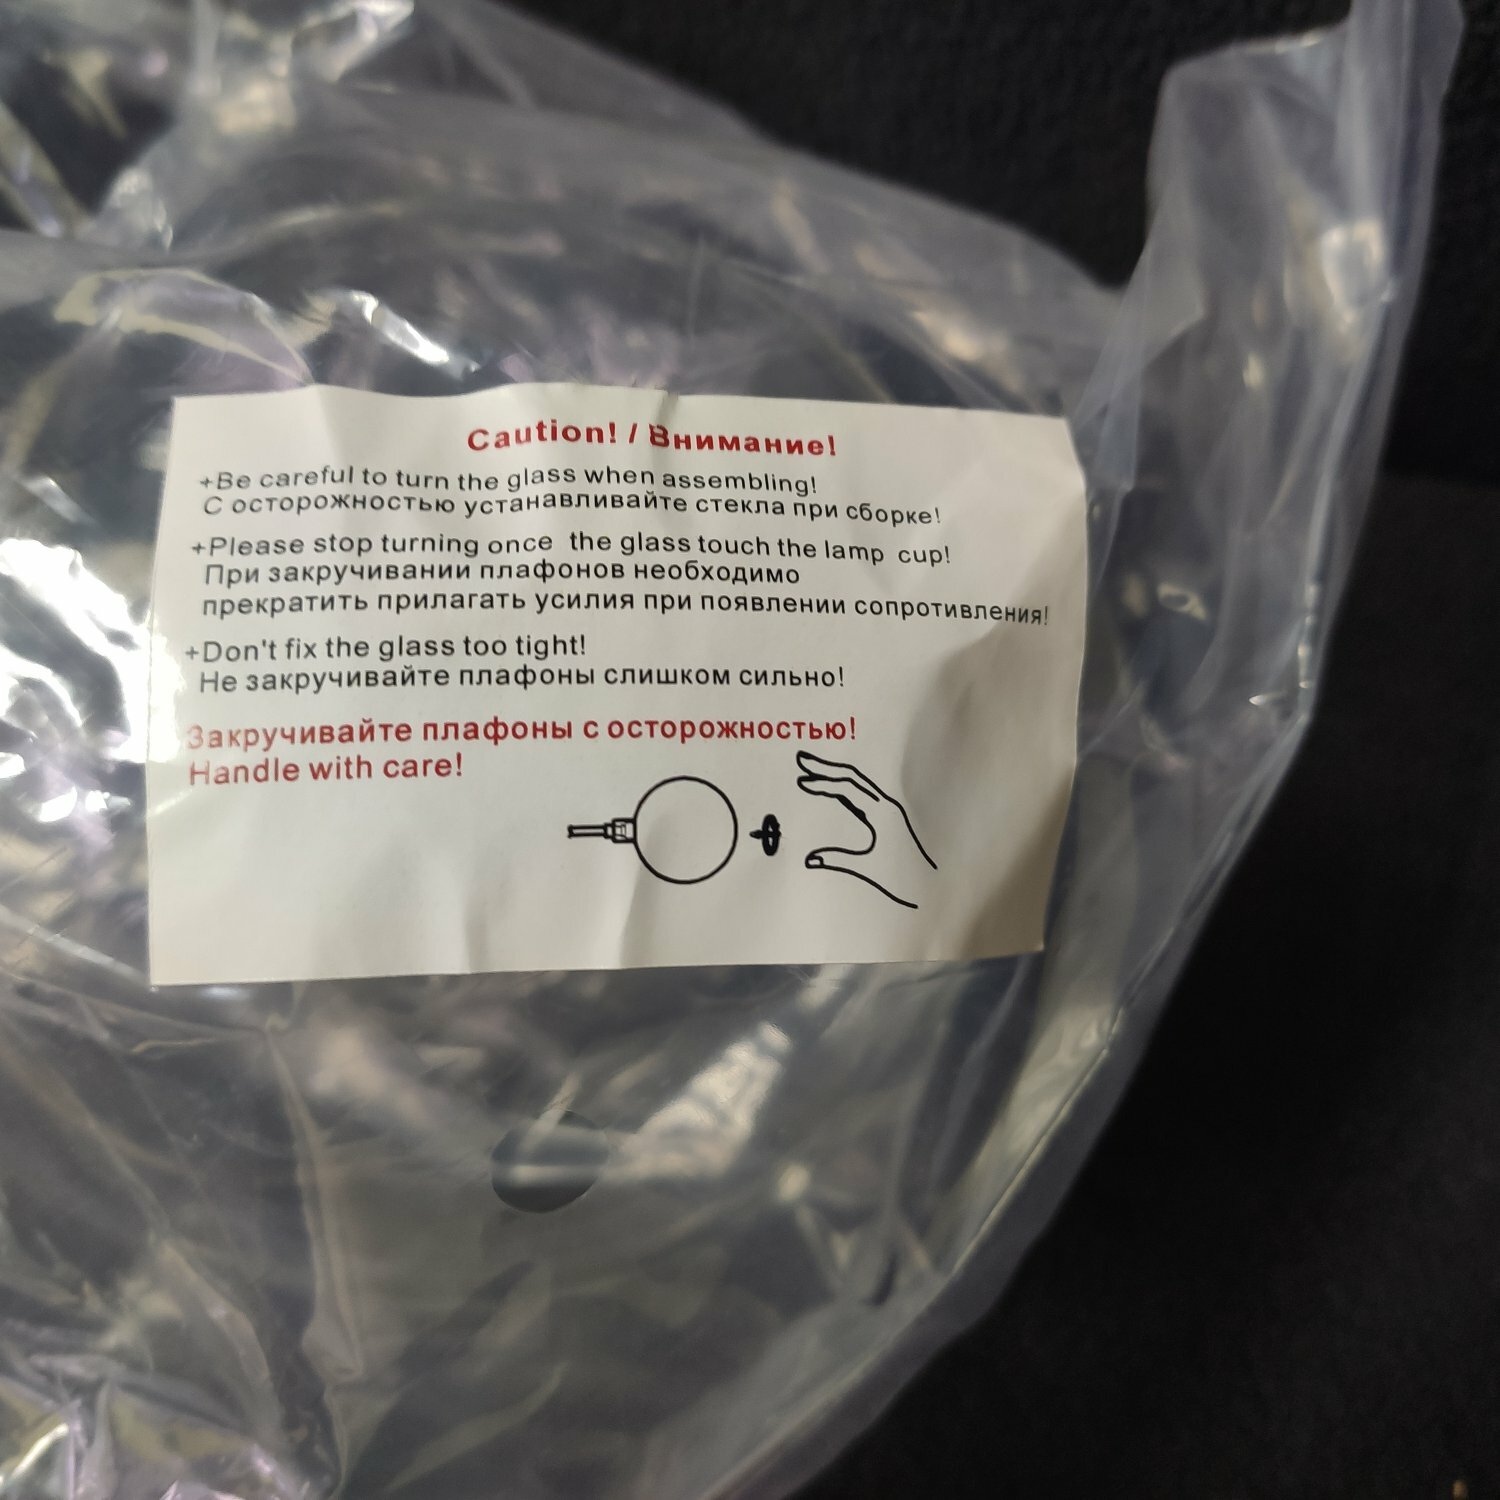 Caution! / Внимание!
+Be careful to turn the glass when assembling!
С осторожностью устанавливайте стекла при сборке!
+Please stop turning once the glass touch the lamp cup!
При закручивании плафонов необходимо
прекратить прилагать усилия при появлении сопротивления!
+Don't fix the glass too tight!
Не закручивайте плафоны слишком сильно!
Закручивайте плафоны с осторожностью!
Handle with care!